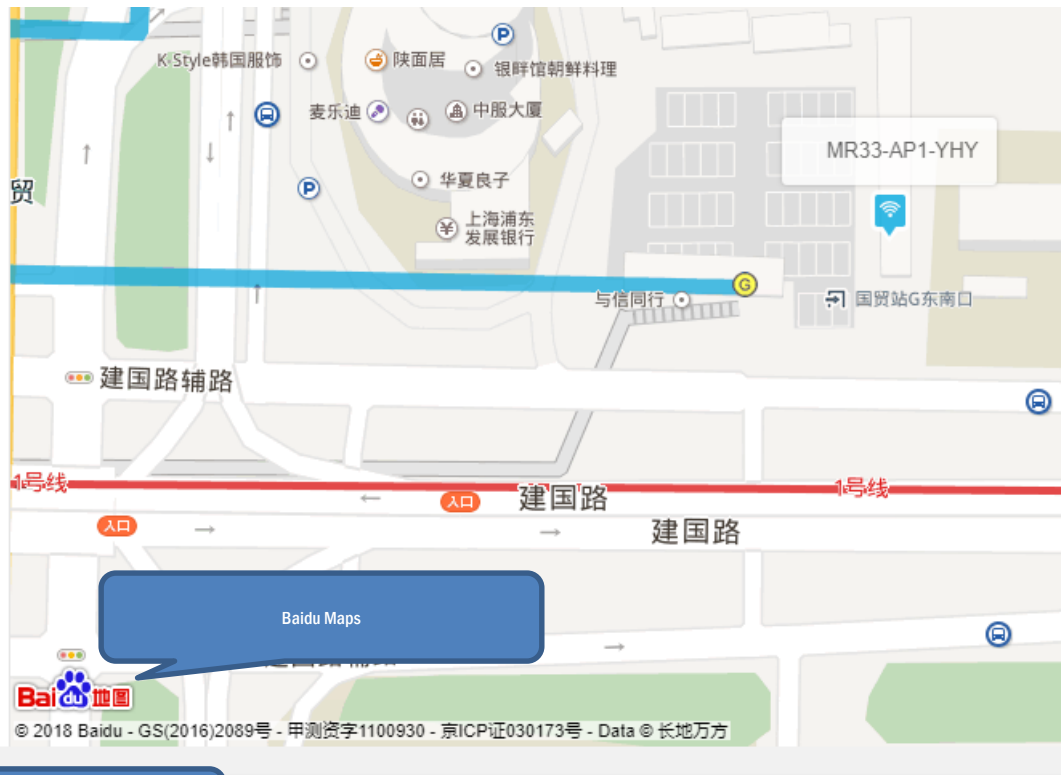 P
K-Style韩国服饰
陕面居
银畔馆朝鲜料理
麦乐迪
中服大厦
MR33-AP1-YHY
贸
P
华夏良子
¥
上海浦东
发展银行
G
与信同行
国贸站G东南口
建国路辅路
1号线
入口
建国路
1号线
入口
建国路
Baidu Maps
Bai du 地图
© 2018 Baidu - GS(2016)2089号 - 甲测资字1100930 - 京ICP证030173号 - Data © 长地万方